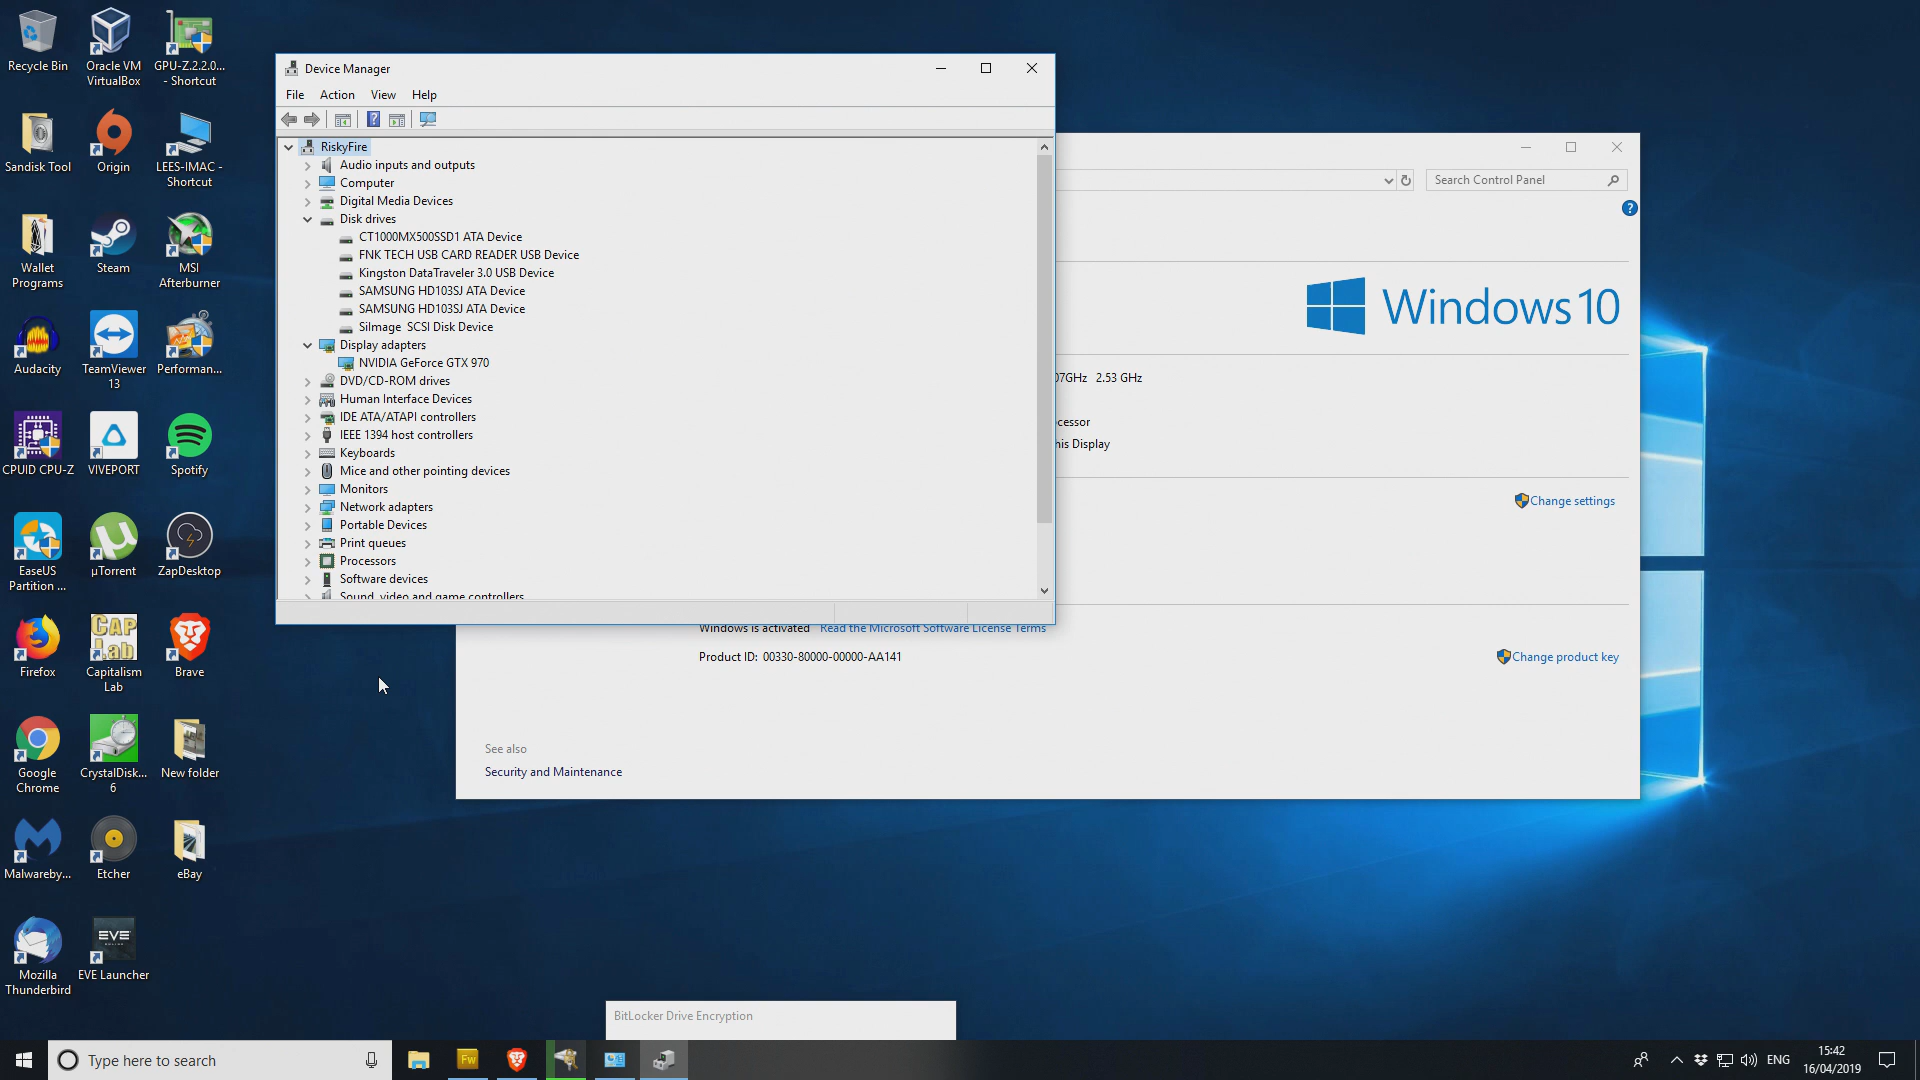 Recycle Bin
Oracle VM
VirtualBox
GPU-Z.2.2.0...
- Shortcut
Sandisk Tool
Origin
LEES-IMAC -
Shortcut
Wallet
Programs
Steam
MSI
Afterburner
Audacity
TeamViewer
13
Performan...
CPUID CPU-Z
VIVEPORT
Spotify
EaseUS
Partition ...
µTorrent
ZapDesktop
Firefox
CAP
Lab
Capitalism
Lab
Brave
Google
Chrome
CrystalDisk...
6
New folder
Malwareby...
Etcher
eBay
Mozilla
Thunderbird
EVE
EVE Launcher
Device Manager
File Action View Help
RiskyFire
Audio inputs and outputs
Computer
Digital Media Devices
Disk drives
CT1000MX500SSD1 ATA Device
FNK TECH USB CARD READER USB Device
Kingston DataTraveler 3.0 USB Device
SAMSUNG HD103SJ ATA Device
SAMSUNG HD103SJ ATA Device
SiImage SCSI Disk Device
Display adapters
NVIDIA GeForce GTX 970
DVD/CD-ROM drives
Human Interface Devices
IDE ATA/ATAPI controllers
IEEE 1394 host controllers
Keyboards
Mice and other pointing devices
Monitors
Network adapters
Portable Devices
Print queues
Processors
Software devices
Sound, video and game controllers
Search Control Panel
Windows 10
07GHz 2.53 GHz
cessor
his Display
Change settings
Windows is activated Read the Microsoft Software License Terms
Product ID: 00330-80000-00000-AA141
Change product key
See also
Security and Maintenance
BitLocker Drive Encryption
Type here to search
Fw
ENG
15:42
16/04/2019